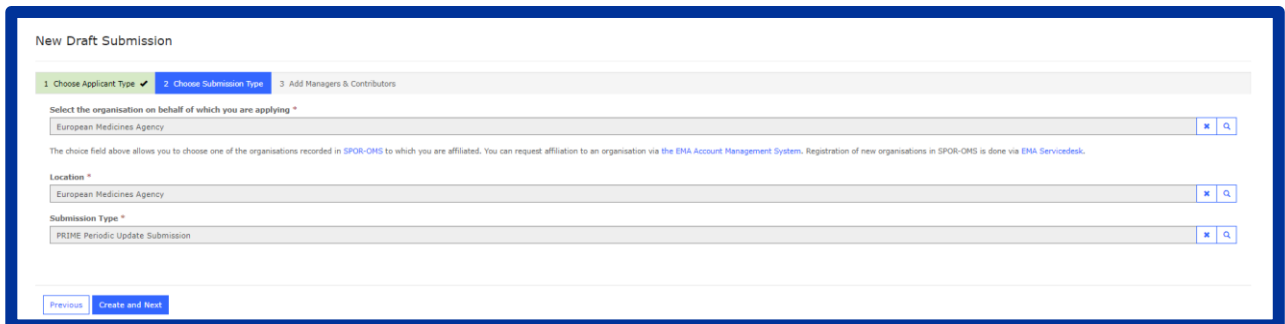 New Draft Submission
1 Choose Applicant Type ✔ 2 Choose Submission Type 3 Add Managers & Contributors
Select the organisation on behalf of which you are applying *
European Medicines Agency
The choice field above allows you to choose one of the organisations recorded in SPOR-OMS to which you are affiliated. You can request affiliation to an organisation via the EMA Account Management System. Registration of new organisations in SPOR-OMS is done via EMA Servicedesk.
Location *
European Medicines Agency
Submission Type *
PRIME Periodic Update Submission
Previous Create and Next